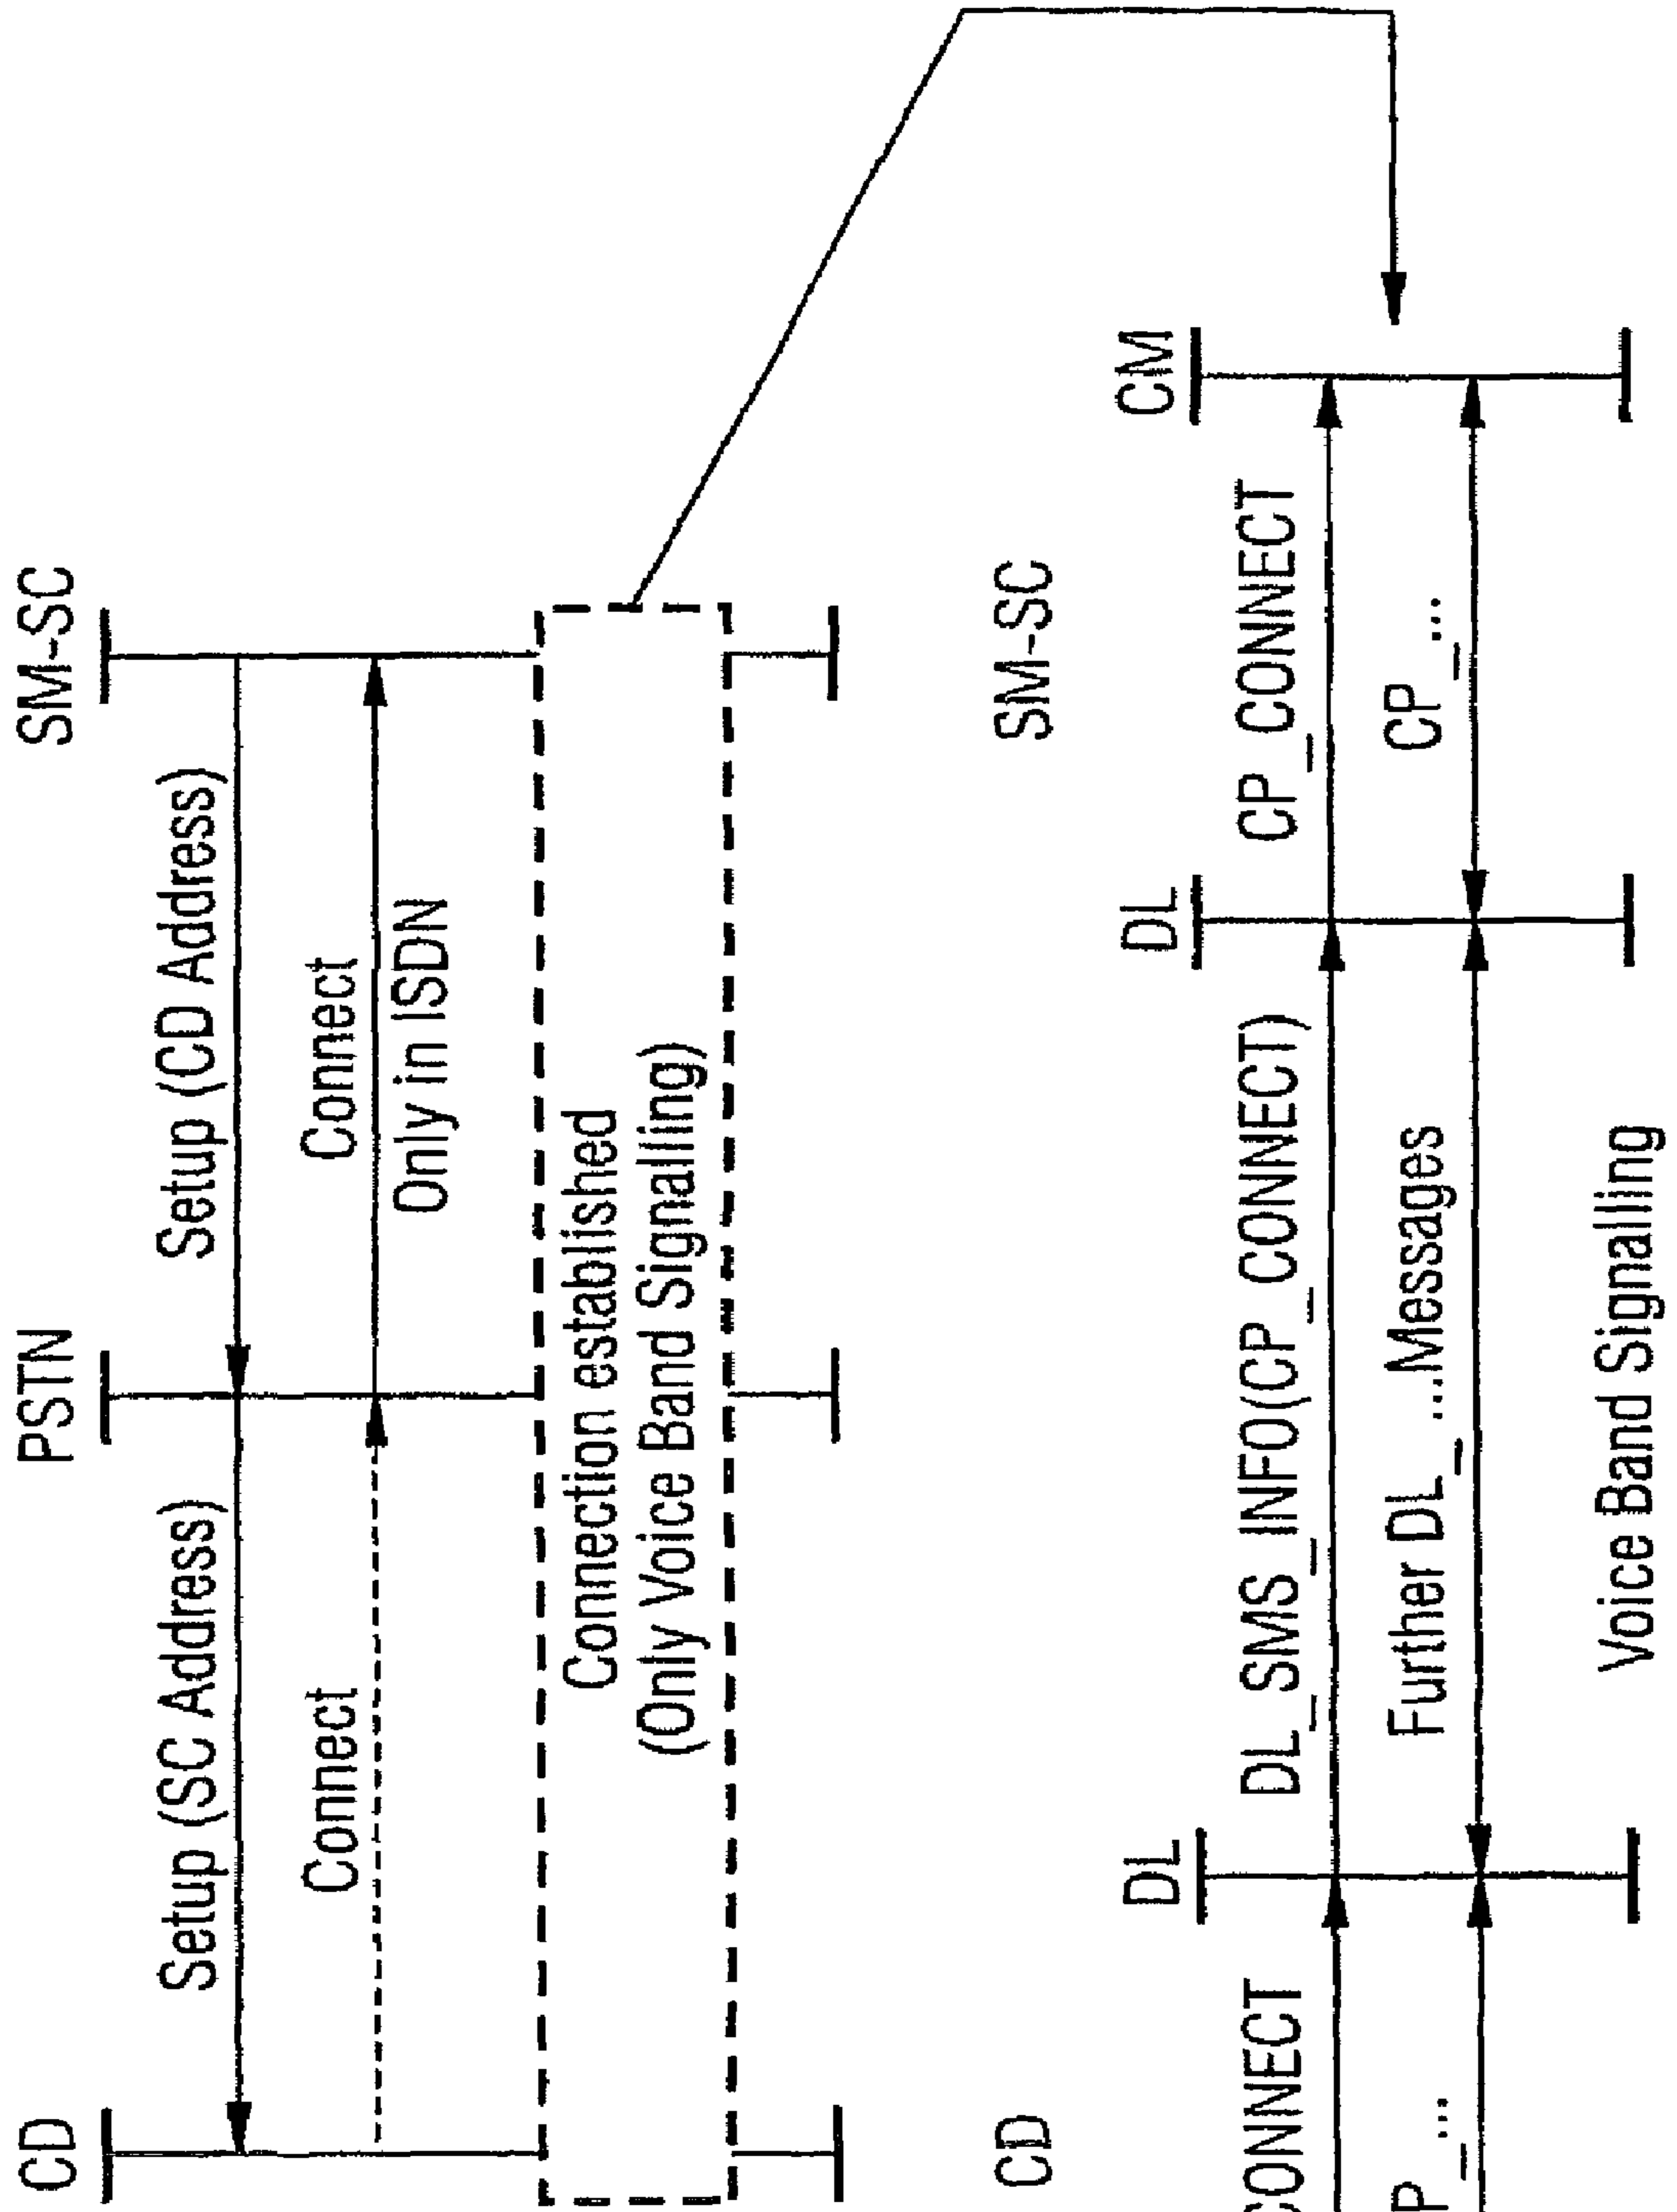 CD PSTN SM-SC
Setup (SC Address) Setup (CD Address)
Connect Connect
Only in ISDN
Connection established
(Only Voice Band Signalling)
CD SM-SC
DL DL CM
CONNECT DL_SMS_INFO(CP_CONNECT) CP_CONNECT
P_... Further DL_...Messages CP_...
Voice Band Signalling